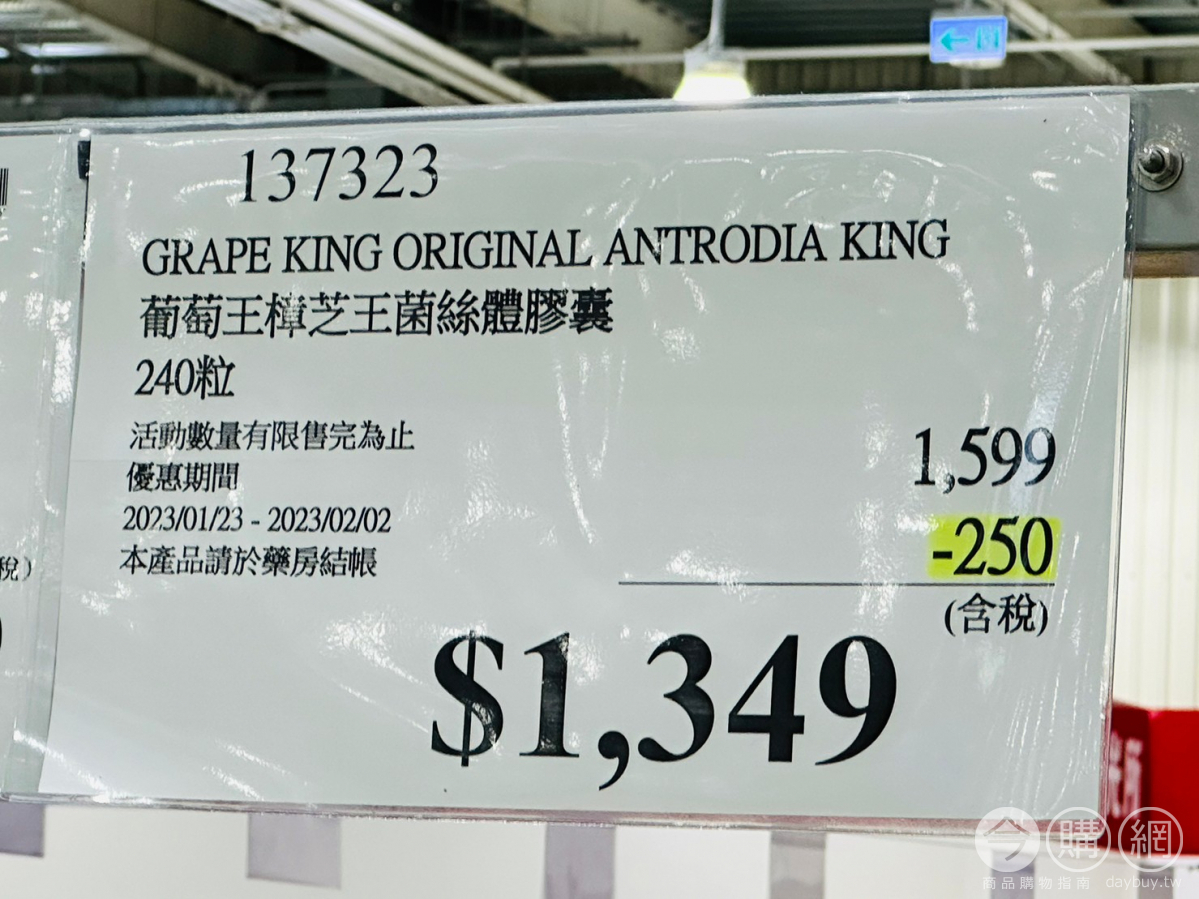 137323
GRAPE KING ORIGINAL ANTRODIA KING
葡萄王樟芝王菌絲體膠囊
240粒
活動數量有限售完為止
優惠期間
2023/01/23 - 2023/02/02
本產品請於藥房結帳
1,599
-250
(含稅)
$1,349
稅)
今購網
商品購物指南 daybuy.tw